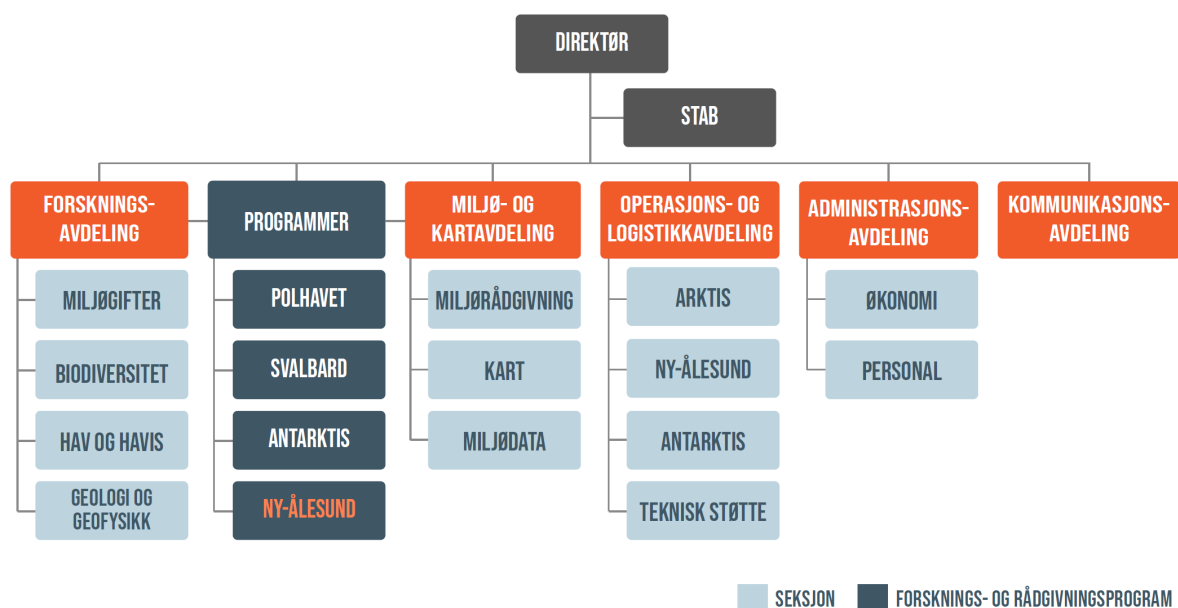 DIREKTØR
STAB
FORSKNINGS-
AVDELING
PROGRAMMER
MILJØ- OG
KARTAVDELING
OPERASJONS- OG
LOGISTIKKAVDELING
ADMINISTRASJONS-
AVDELING
KOMMUNIKASJONS-
AVDELING
MILJØGIFTER
BIODIVERSITET
HAV OG HAVIS
GEOLOGI OG
GEOFYSIKK
POLHAVET
SVALBARD
ANTARKTIS
NY-ÅLESUND
MILJØRÅDGIVNING
KART
MILJØDATA
ARKTIS
NY-ÅLESUND
ANTARKTIS
TEKNISK STØTTE
ØKONOMI
PERSONAL
SEKSJON
FORSKNINGS- OG RÅDGIVNINGSPROGRAM